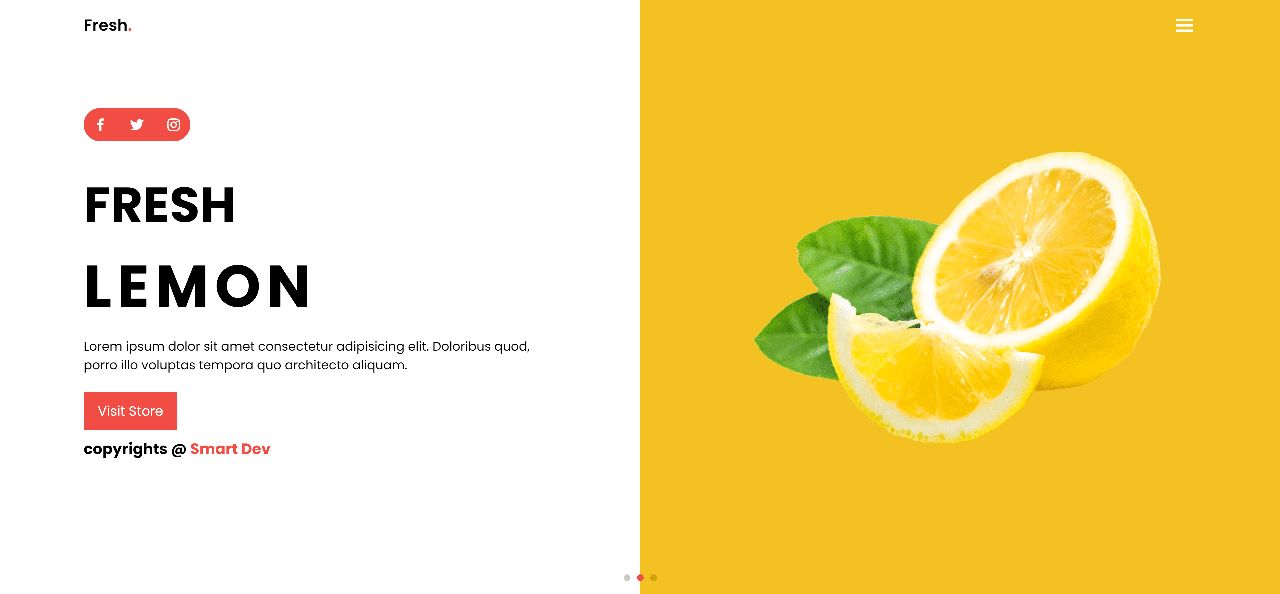 Fresh.
FRESH
LEMON
Lorem ipsum dolor sit amet consectetur adipisicing elit. Doloribus quod,
porro illo voluptas tempora quo architecto aliquam.
Visit Store
copyrights @ Smart Dev